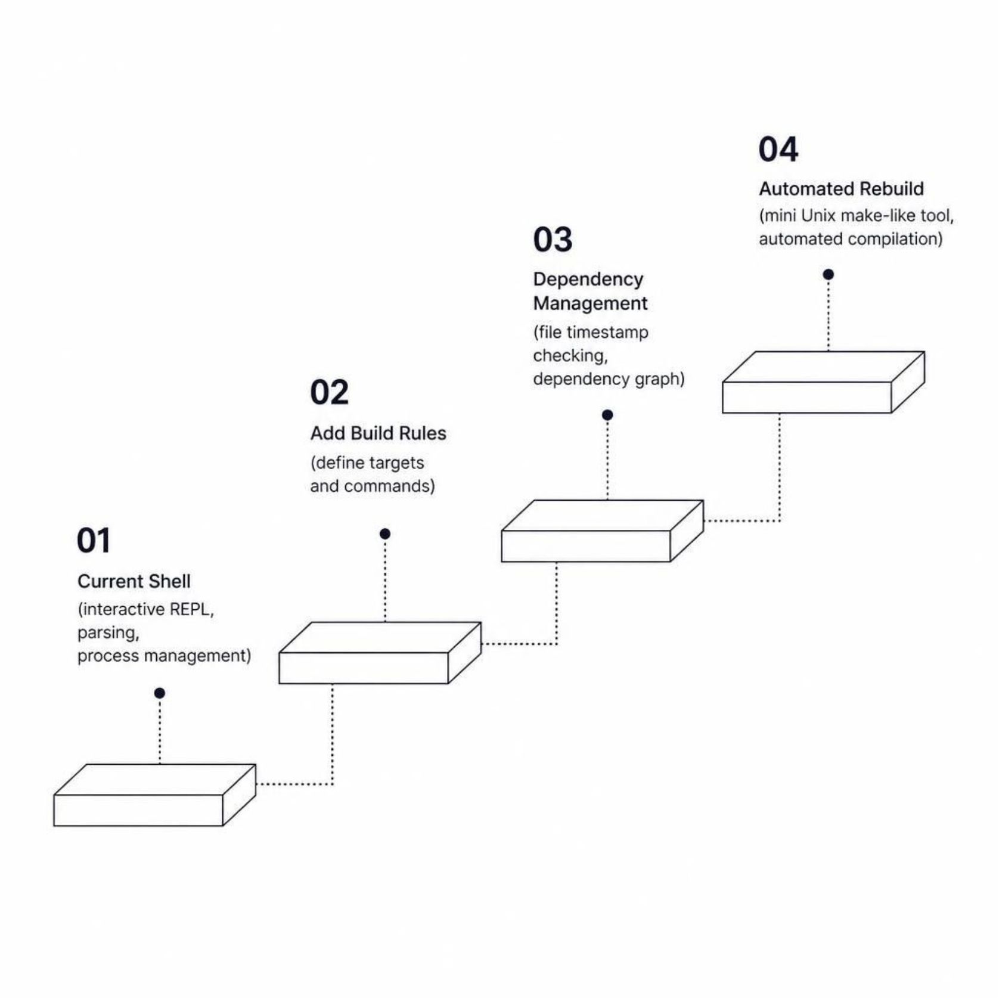 01
Current Shell
(interactive REPL,
parsing,
process management)
02
Add Build Rules
(define targets
and commands)
03
Dependency
Management
(file timestamp
checking,
dependency graph)
04
Automated Rebuild
(mini Unix make-like tool,
automated compilation)